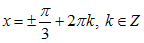 x = ± π/3 + 2πk, k ∈ Z